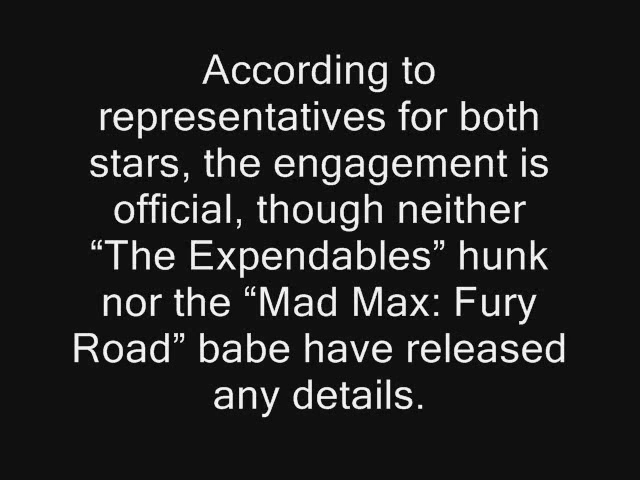 According to
representatives for both
stars, the engagement is
official, though neither
“The Expendables” hunk
nor the “Mad Max: Fury
Road” babe have released
any details.